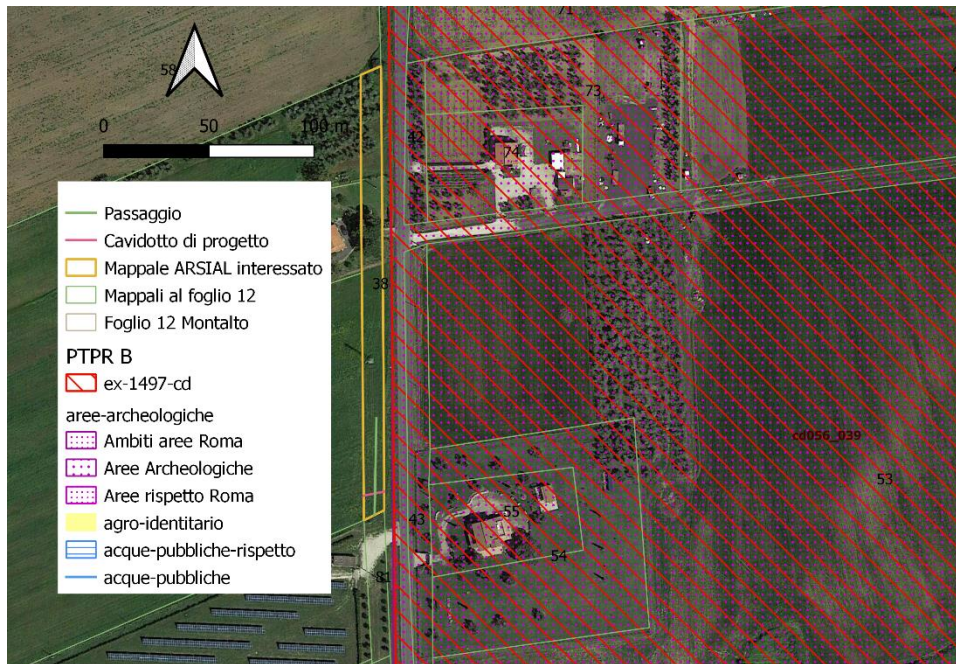 71
58
73
0 50 100 m
42
74
Passaggio
Cavidotto di progetto
Mappale ARSIAL interessato
38
Mappali al foglio 12
Foglio 12 Montalto
PTPR B
ex-1497-cd
aree-archeologiche
Ambiti aree Roma
cd056_039
Aree Archeologiche
53
Aree rispetto Roma
55
43
agro-identitario
54
acque-pubbliche-rispetto
acque-pubbliche
81